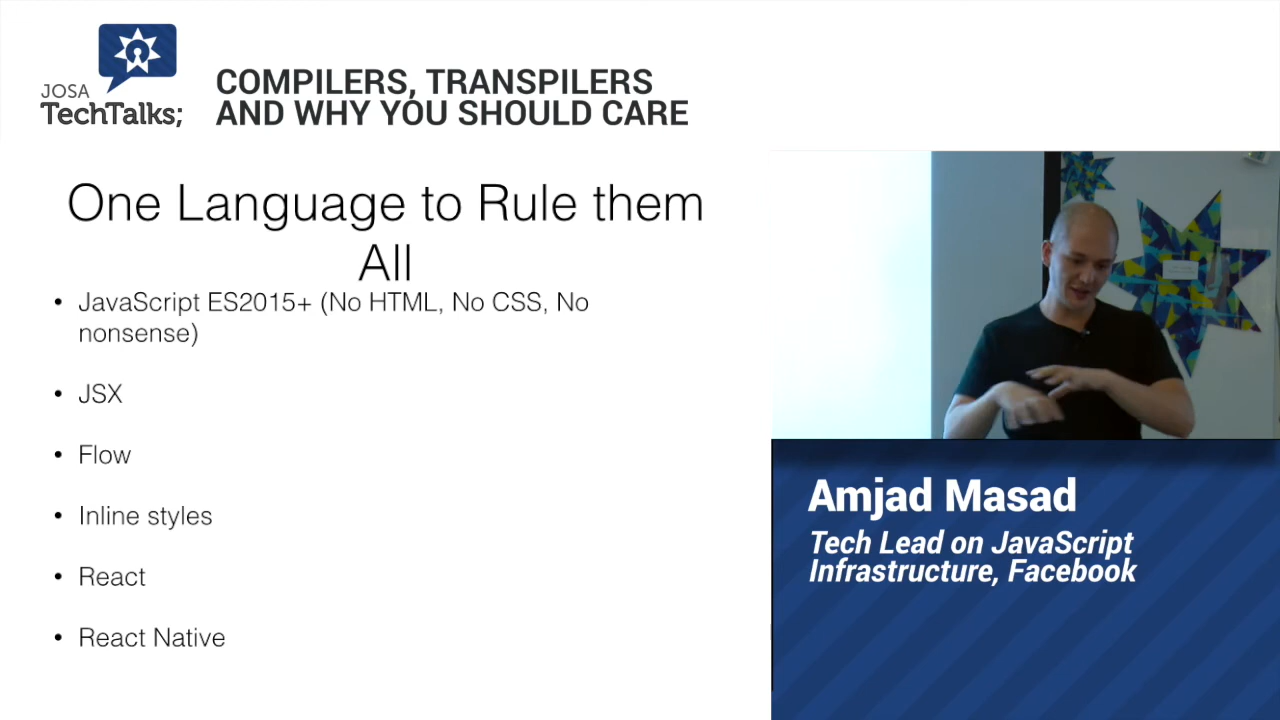 JOSA
TechTalks;
COMPILERS, TRANSPILERS
AND WHY YOU SHOULD CARE
One Language to Rule them
All
• JavaScript ES2015+ (No HTML, No CSS, No
nonsense)
• JSX
• Flow
• Inline styles
• React
• React Native
Amjad Masad
Tech Lead on JavaScript
Infrastructure, Facebook